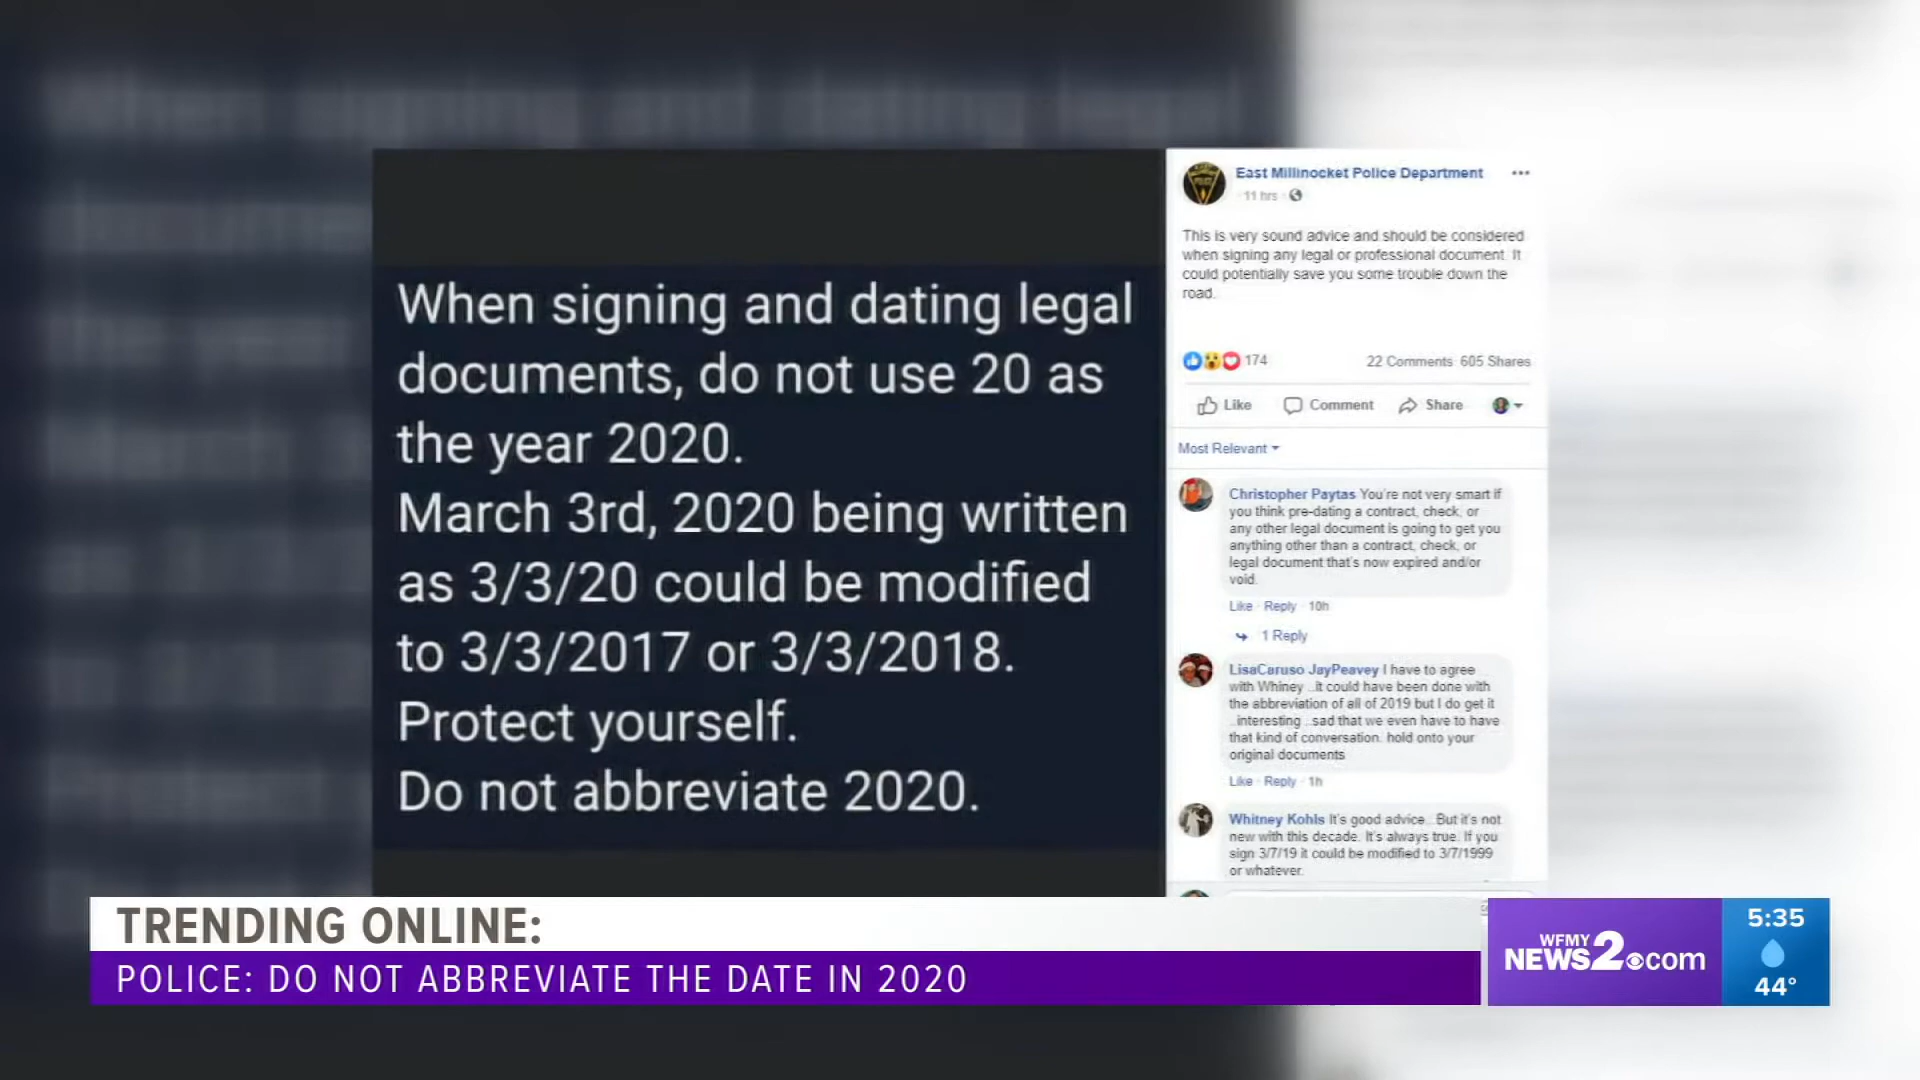 When signing and dating legal
documents, do not use 20 as
the year 2020.
March 3rd, 2020 being written
as 3/3/20 could be modified
to 3/3/2017 or 3/3/2018.
Protect yourself.
Do not abbreviate 2020.
East Millinocket Police Department
11 hrs
This is very sound advice and should be considered
when signing any legal or professional document. It
could potentially save you some trouble down the
road.
174
22 Comments 605 Shares
Like Comment Share
Most Relevant
Christopher Paytas You're not very smart if
you think pre-dating a contract, check, or
any other legal document is going to get you
anything other than a contract, check, or
legal document that's now expired and/or
void.
Like · Reply · 10h
1 Reply
LisaCaruso JayPeavey I have to agree
with Whiney ..it could have been done with
the abbreviation of all of 2019 but I do get it
..interesting ..sad that we even have to have
that kind of conversation. hold onto your
original documents
Like · Reply · 1h
Whitney Kohls It's good advice.. But it's not
new with this decade. It's always true. If you
sign 3/7/19 it could be modified to 3/7/1999
or whatever.
TRENDING ONLINE:
POLICE: DO NOT ABBREVIATE THE DATE IN 2020
WFMY
NEWS 2 com
5:35
44°